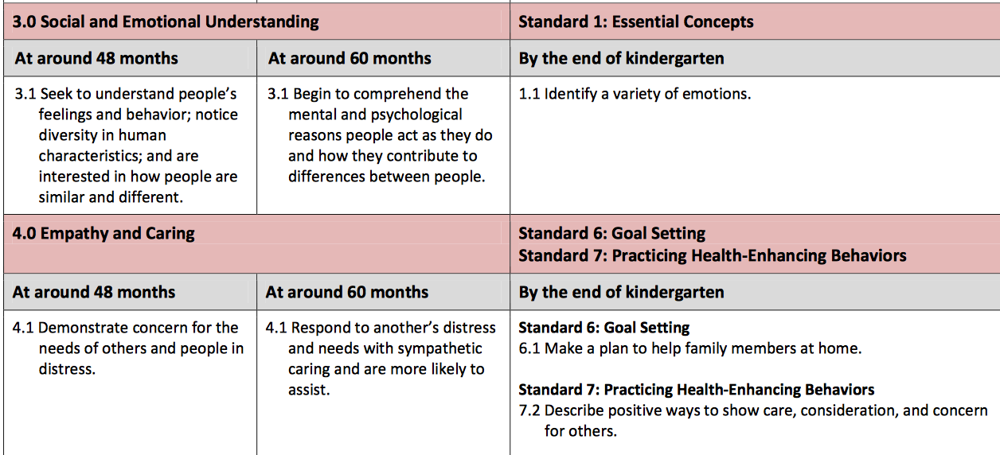 3.0 Social and Emotional Understanding
Standard 1: Essential Concepts
At around 48 months
At around 60 months
By the end of kindergarten
3.1 Seek to understand people's
feelings and behavior; notice
diversity in human
characteristics; and are
interested in how people are
similar and different.
3.1 Begin to comprehend the
mental and psychological
reasons people act as they do
and how they contribute to
differences between people.
1.1 Identify a variety of emotions.
4.0 Empathy and Caring
Standard 6: Goal Setting
Standard 7: Practicing Health-Enhancing Behaviors
At around 48 months
At around 60 months
By the end of kindergarten
4.1 Demonstrate concern for the
needs of others and people in
distress.
4.1 Respond to another's distress
and needs with sympathetic
caring and are more likely to
assist.
Standard 6: Goal Setting
6.1 Make a plan to help family members at home.
Standard 7: Practicing Health-Enhancing Behaviors
7.2 Describe positive ways to show care, consideration, and concern
for others.